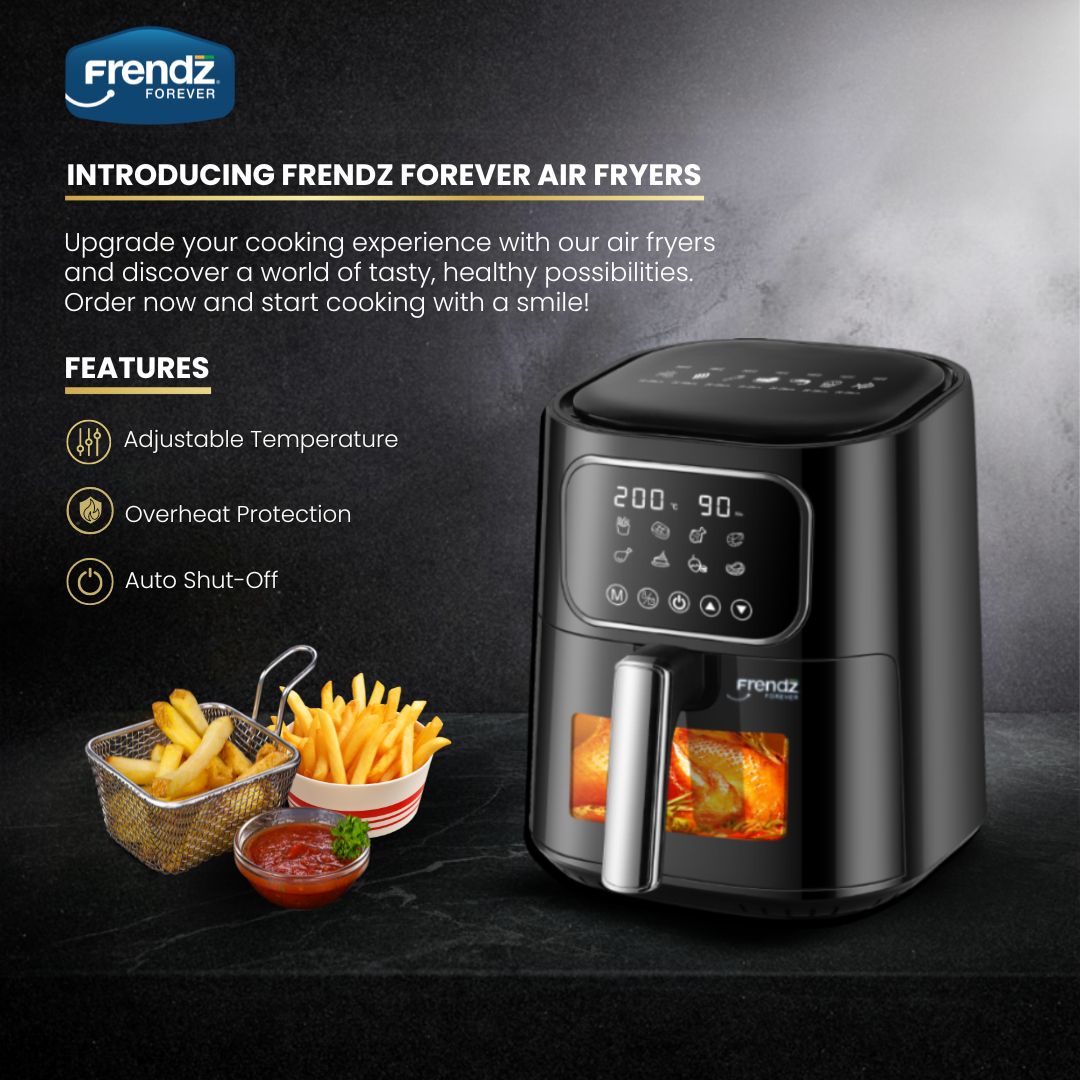 Frendz
FOREVER
INTRODUCING FRENDZ FOREVER AIR FRYERS
Upgrade your cooking experience with our air fryers
and discover a world of tasty, healthy possibilities.
Order now and start cooking with a smile!
FEATURES
Adjustable Temperature
Overheat Protection
Auto Shut-Off
200 °C 90
M
Frendz
FOREVER